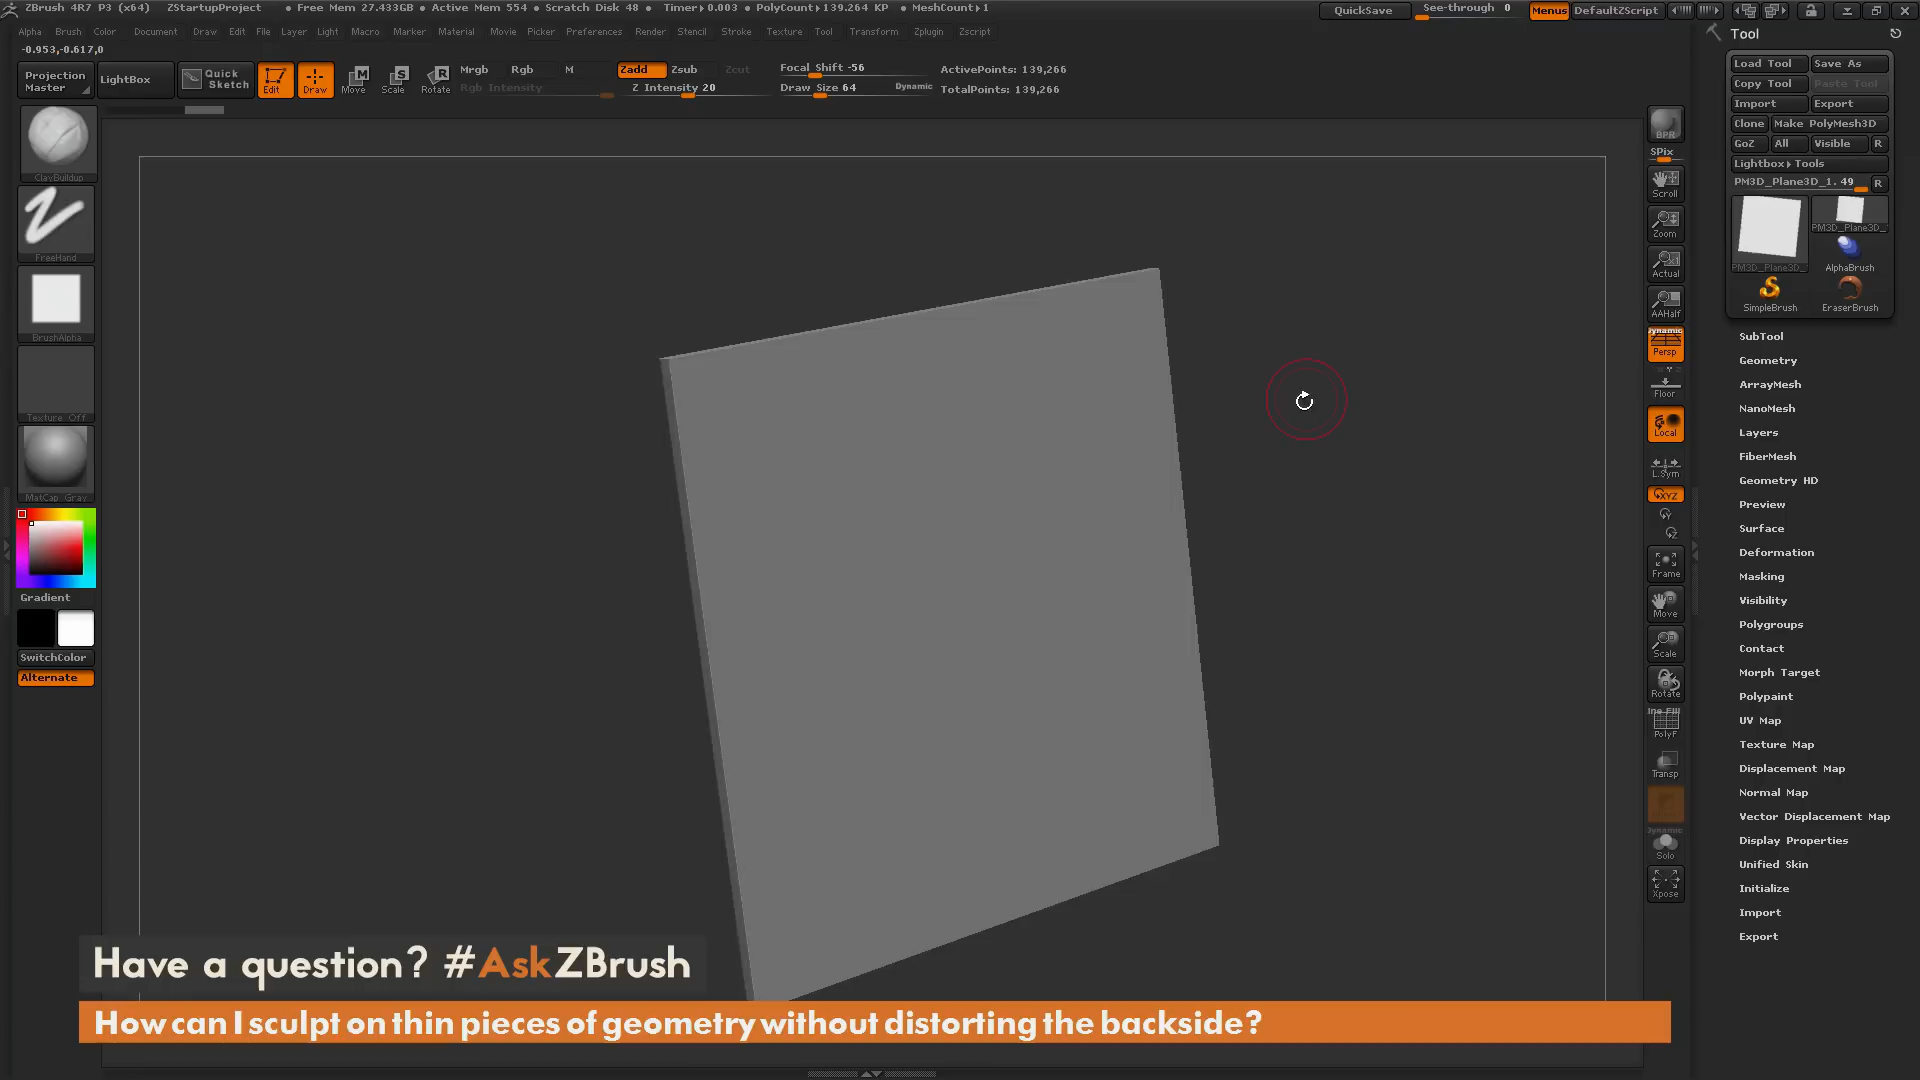 ZBrush 4R7 P3 (x64) ZStartupProject • Free Mem 27.433GB • Active Mem 554 • Scratch Disk 48 • Timer▸0.003 • PolyCount▸139.264 KP • MeshCount▸1 QuickSave See-through 0 Menus DefaultZScript
Alpha Brush Color Document Draw Edit File Layer Light Macro Marker Material Movie Picker Preferences Render Stencil Stroke Texture Tool Transform Zplugin Zscript
-0.953,-0.617,0
Projection Master
LightBox
Quick Sketch
Edit
Draw
Move
Scale
Rotate
Mrgb Rgb M
Rgb Intensity
Zadd Zsub Zcut
Z Intensity 20
Focal Shift -56
Draw Size 64 Dynamic
ActivePoints: 139,266
TotalPoints: 139,266
ClayBuildup
FreeHand
BrushAlpha
Texture Off
MatCap Gray
Gradient
SwitchColor
Alternate
BPR
SPix
Scroll
Zoom
Actual
AAHalf
Dynamic
Persp
Floor
Local
L.Sym
XYZ
Y
Z
Frame
Move
Scale
Rotate
PolyF
Transp
Dynamic
Solo
Xpose
Tool
Load Tool Save As
Copy Tool Paste Tool
Import Export
Clone Make PolyMesh3D
GoZ All Visible R
Lightbox▸Tools
PM3D_Plane3D_1. 49 R
PM3D_Plane3D_
PM3D_Plane3D_
AlphaBrush
SimpleBrush EraserBrush
SubTool
Geometry
ArrayMesh
NanoMesh
Layers
FiberMesh
Geometry HD
Preview
Surface
Deformation
Masking
Visibility
Polygroups
Contact
Morph Target
Polypaint
UV Map
Texture Map
Displacement Map
Normal Map
Vector Displacement Map
Display Properties
Unified Skin
Initialize
Import
Export
Have a question? #AskZBrush
How can I sculpt on thin pieces of geometry without distorting the backside?